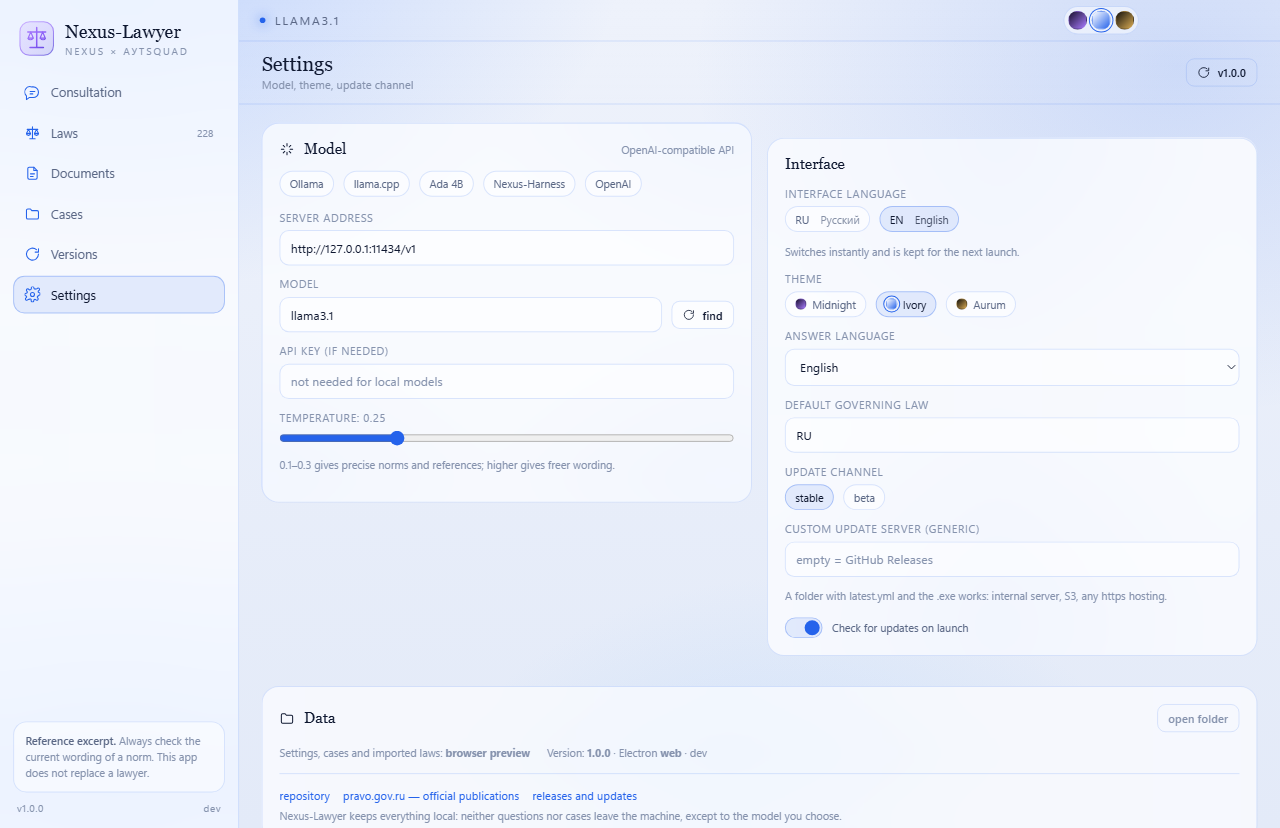 Nexus-Lawyer
NEXUS × AYTSQUAD
Consultation
Laws 228
Documents
Cases
Versions
Settings
Reference excerpt. Always check the
current wording of a norm. This app
does not replace a lawyer.
v1.0.0 dev
LLAMA3.1
Settings
Model, theme, update channel
v1.0.0
Model
OpenAI-compatible API
Ollama llama.cpp Ada 4B Nexus-Harness OpenAI
SERVER ADDRESS
http://127.0.0.1:11434/v1
MODEL
llama3.1
find
API KEY (IF NEEDED)
not needed for local models
TEMPERATURE: 0.25
0.1–0.3 gives precise norms and references; higher gives freer wording.
Interface
INTERFACE LANGUAGE
RU Русский EN English
Switches instantly and is kept for the next launch.
THEME
Midnight Ivory Aurum
ANSWER LANGUAGE
English
DEFAULT GOVERNING LAW
RU
UPDATE CHANNEL
stable beta
CUSTOM UPDATE SERVER (GENERIC)
empty = GitHub Releases
A folder with latest.yml and the .exe works: internal server, S3, any https hosting.
Check for updates on launch
Data
open folder
Settings, cases and imported laws: browser preview Version: 1.0.0 · Electron web · dev
repository pravo.gov.ru — official publications releases and updates
Nexus-Lawyer keeps everything local: neither questions nor cases leave the machine, except to the model you choose.